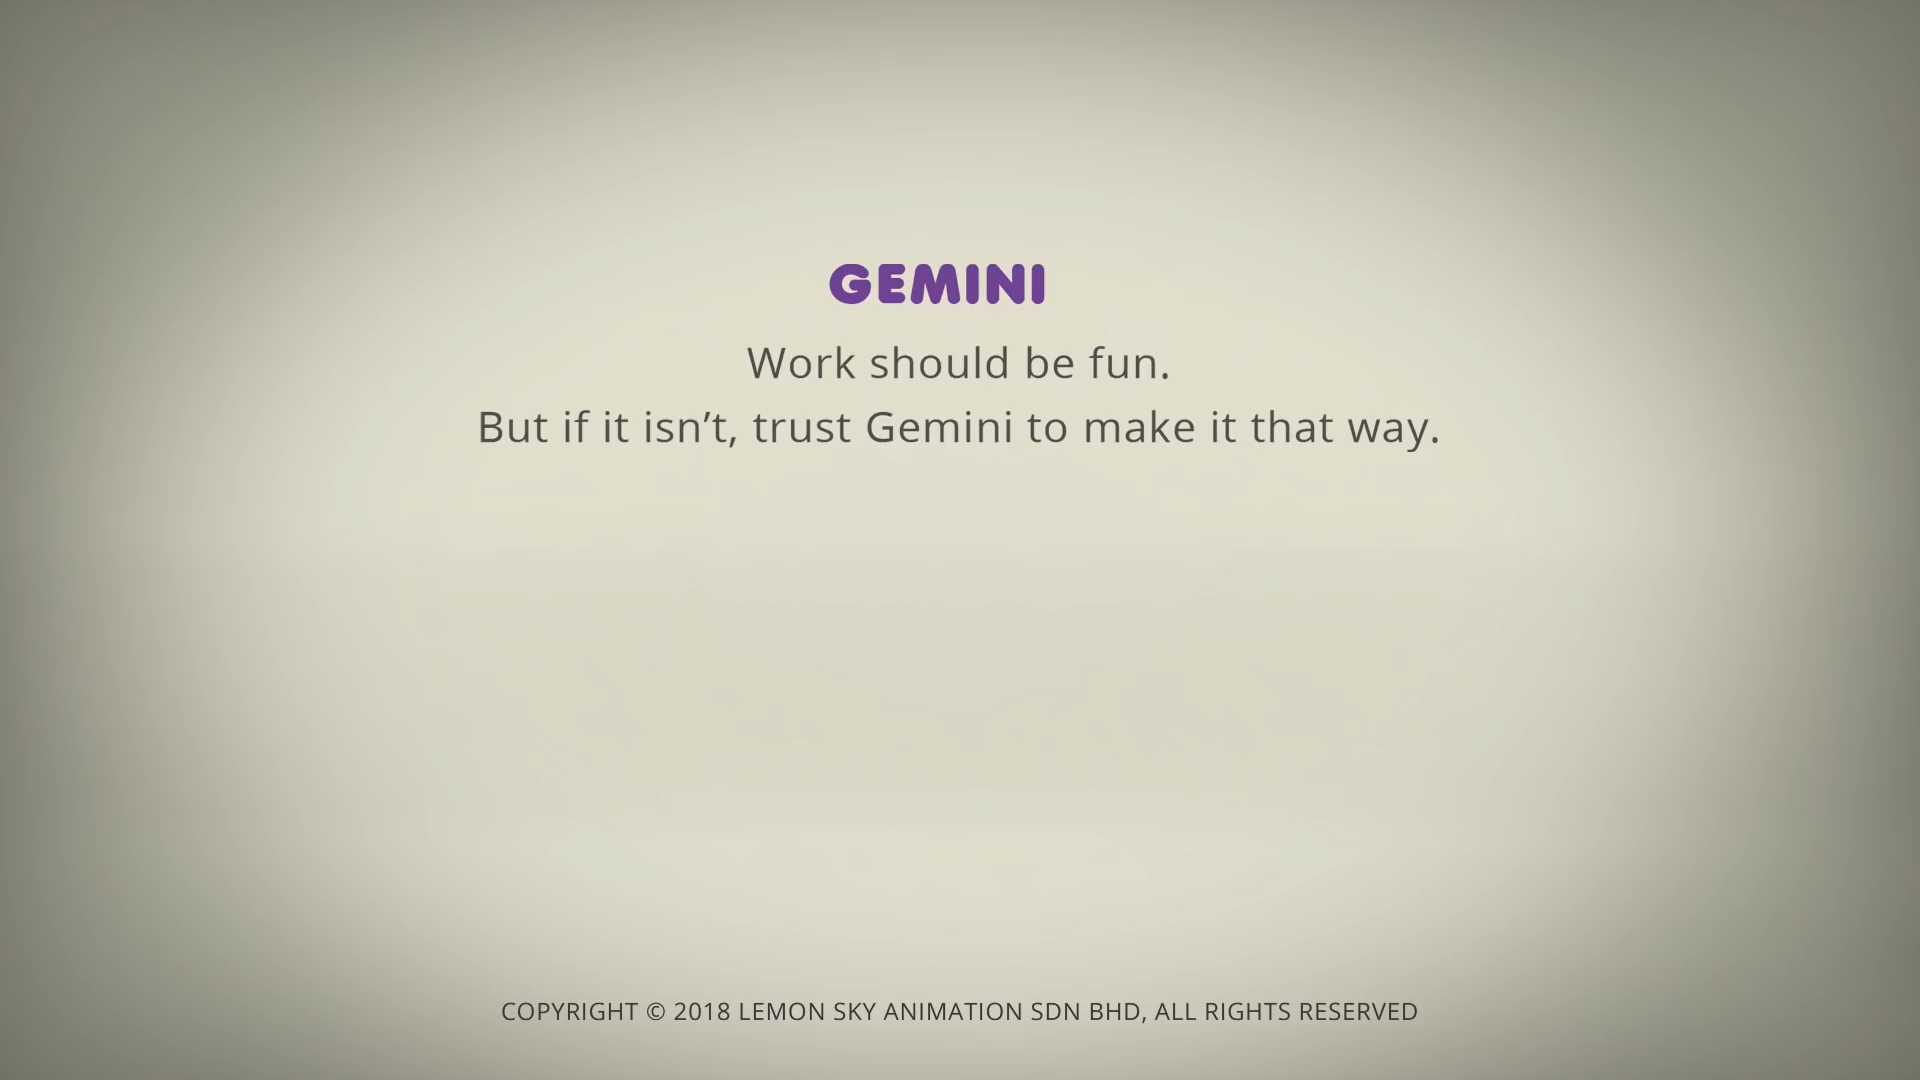 GEMINI
Work should be fun.
But if it isn’t, trust Gemini to make it that way.
COPYRIGHT © 2018 LEMON SKY ANIMATION SDN BHD, ALL RIGHTS RESERVED